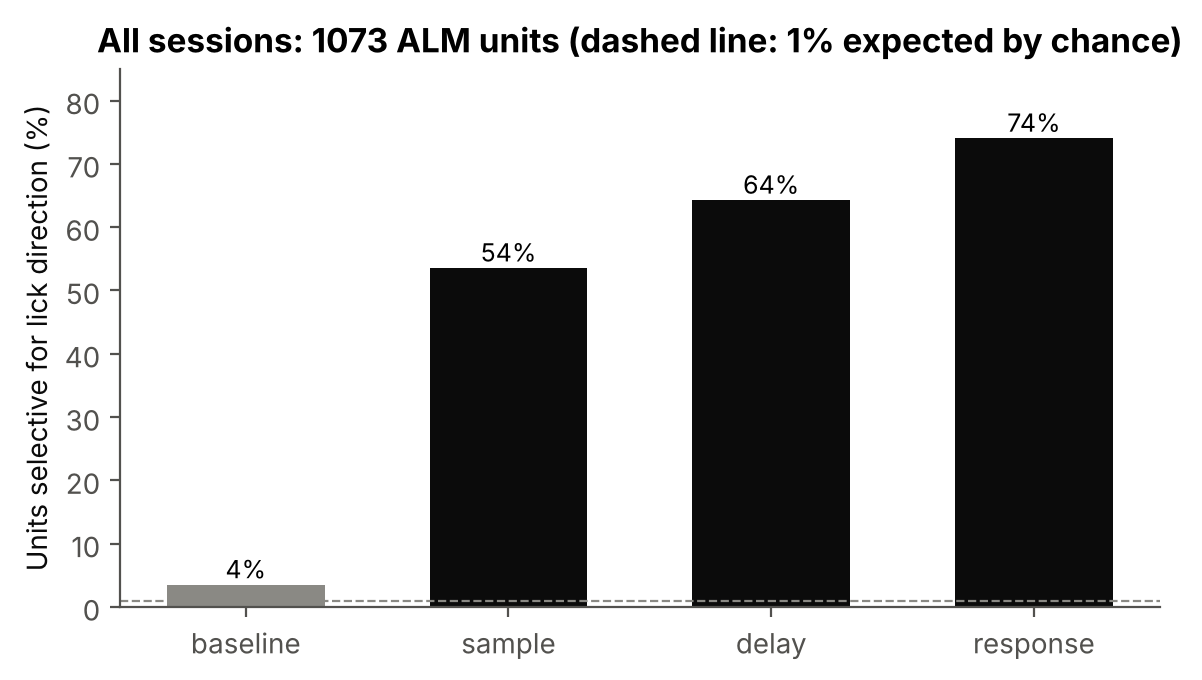 All sessions: 1073 ALM units (dashed line: 1% expected by chance)
Units selective for lick direction (%)
80
70
60
50
40
30
20
10
0
4%
54%
64%
74%
baseline
sample
delay
response